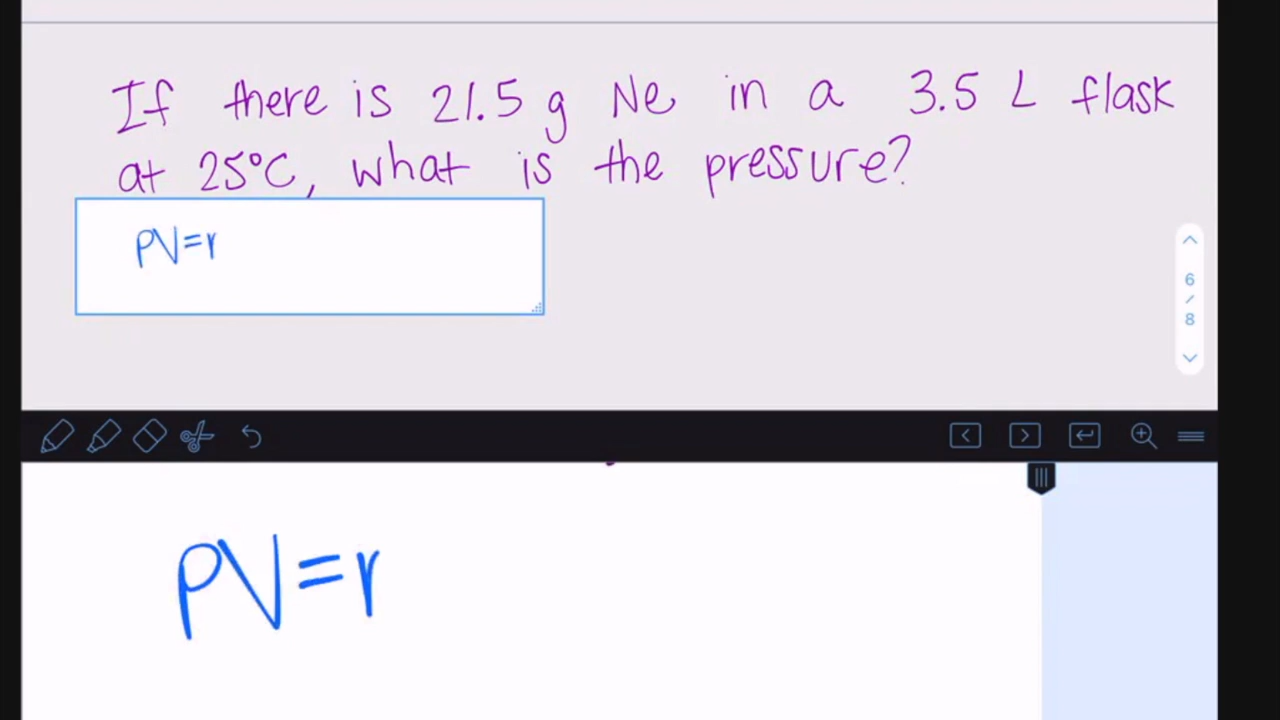 If there is 21.5 g Ne in a 3.5 L flask
at 25°C, what is the pressure?
PV=r
6
/
8
PV=r